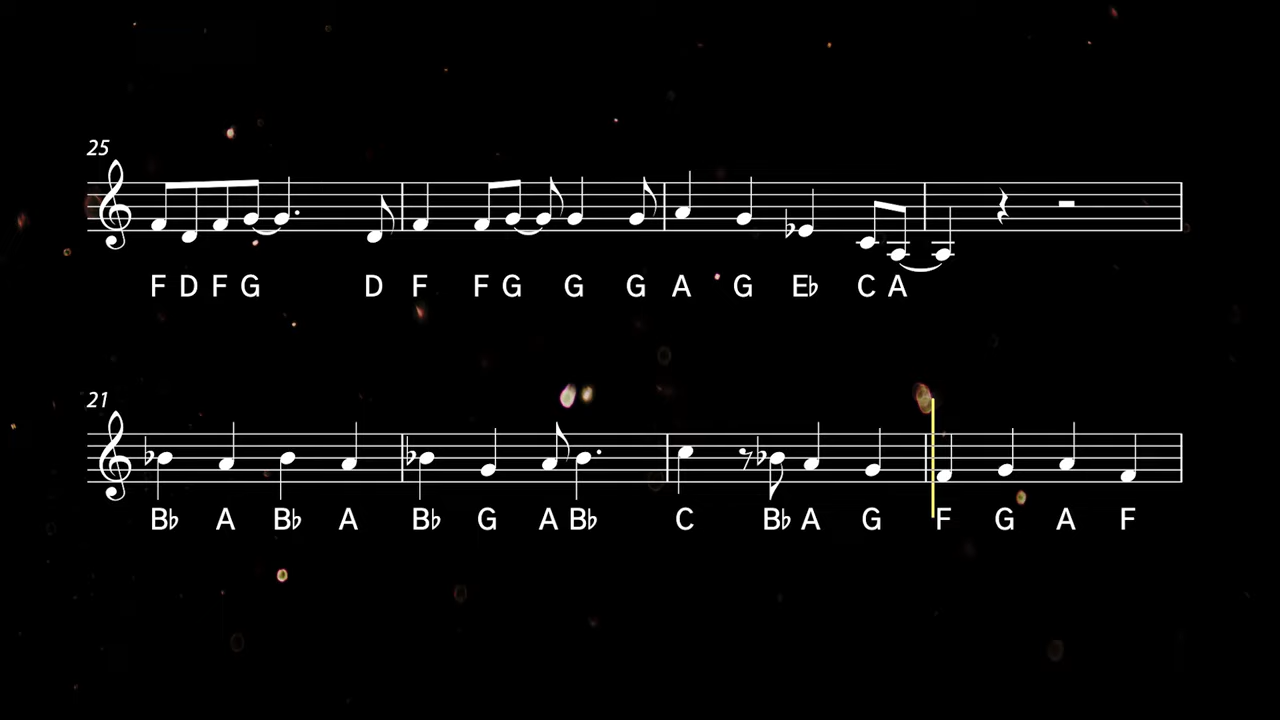 25
F D F G D F F G G G A G E♭ C A
21
B♭ A B♭ A B♭ G A B♭ C B♭ A G F G A F